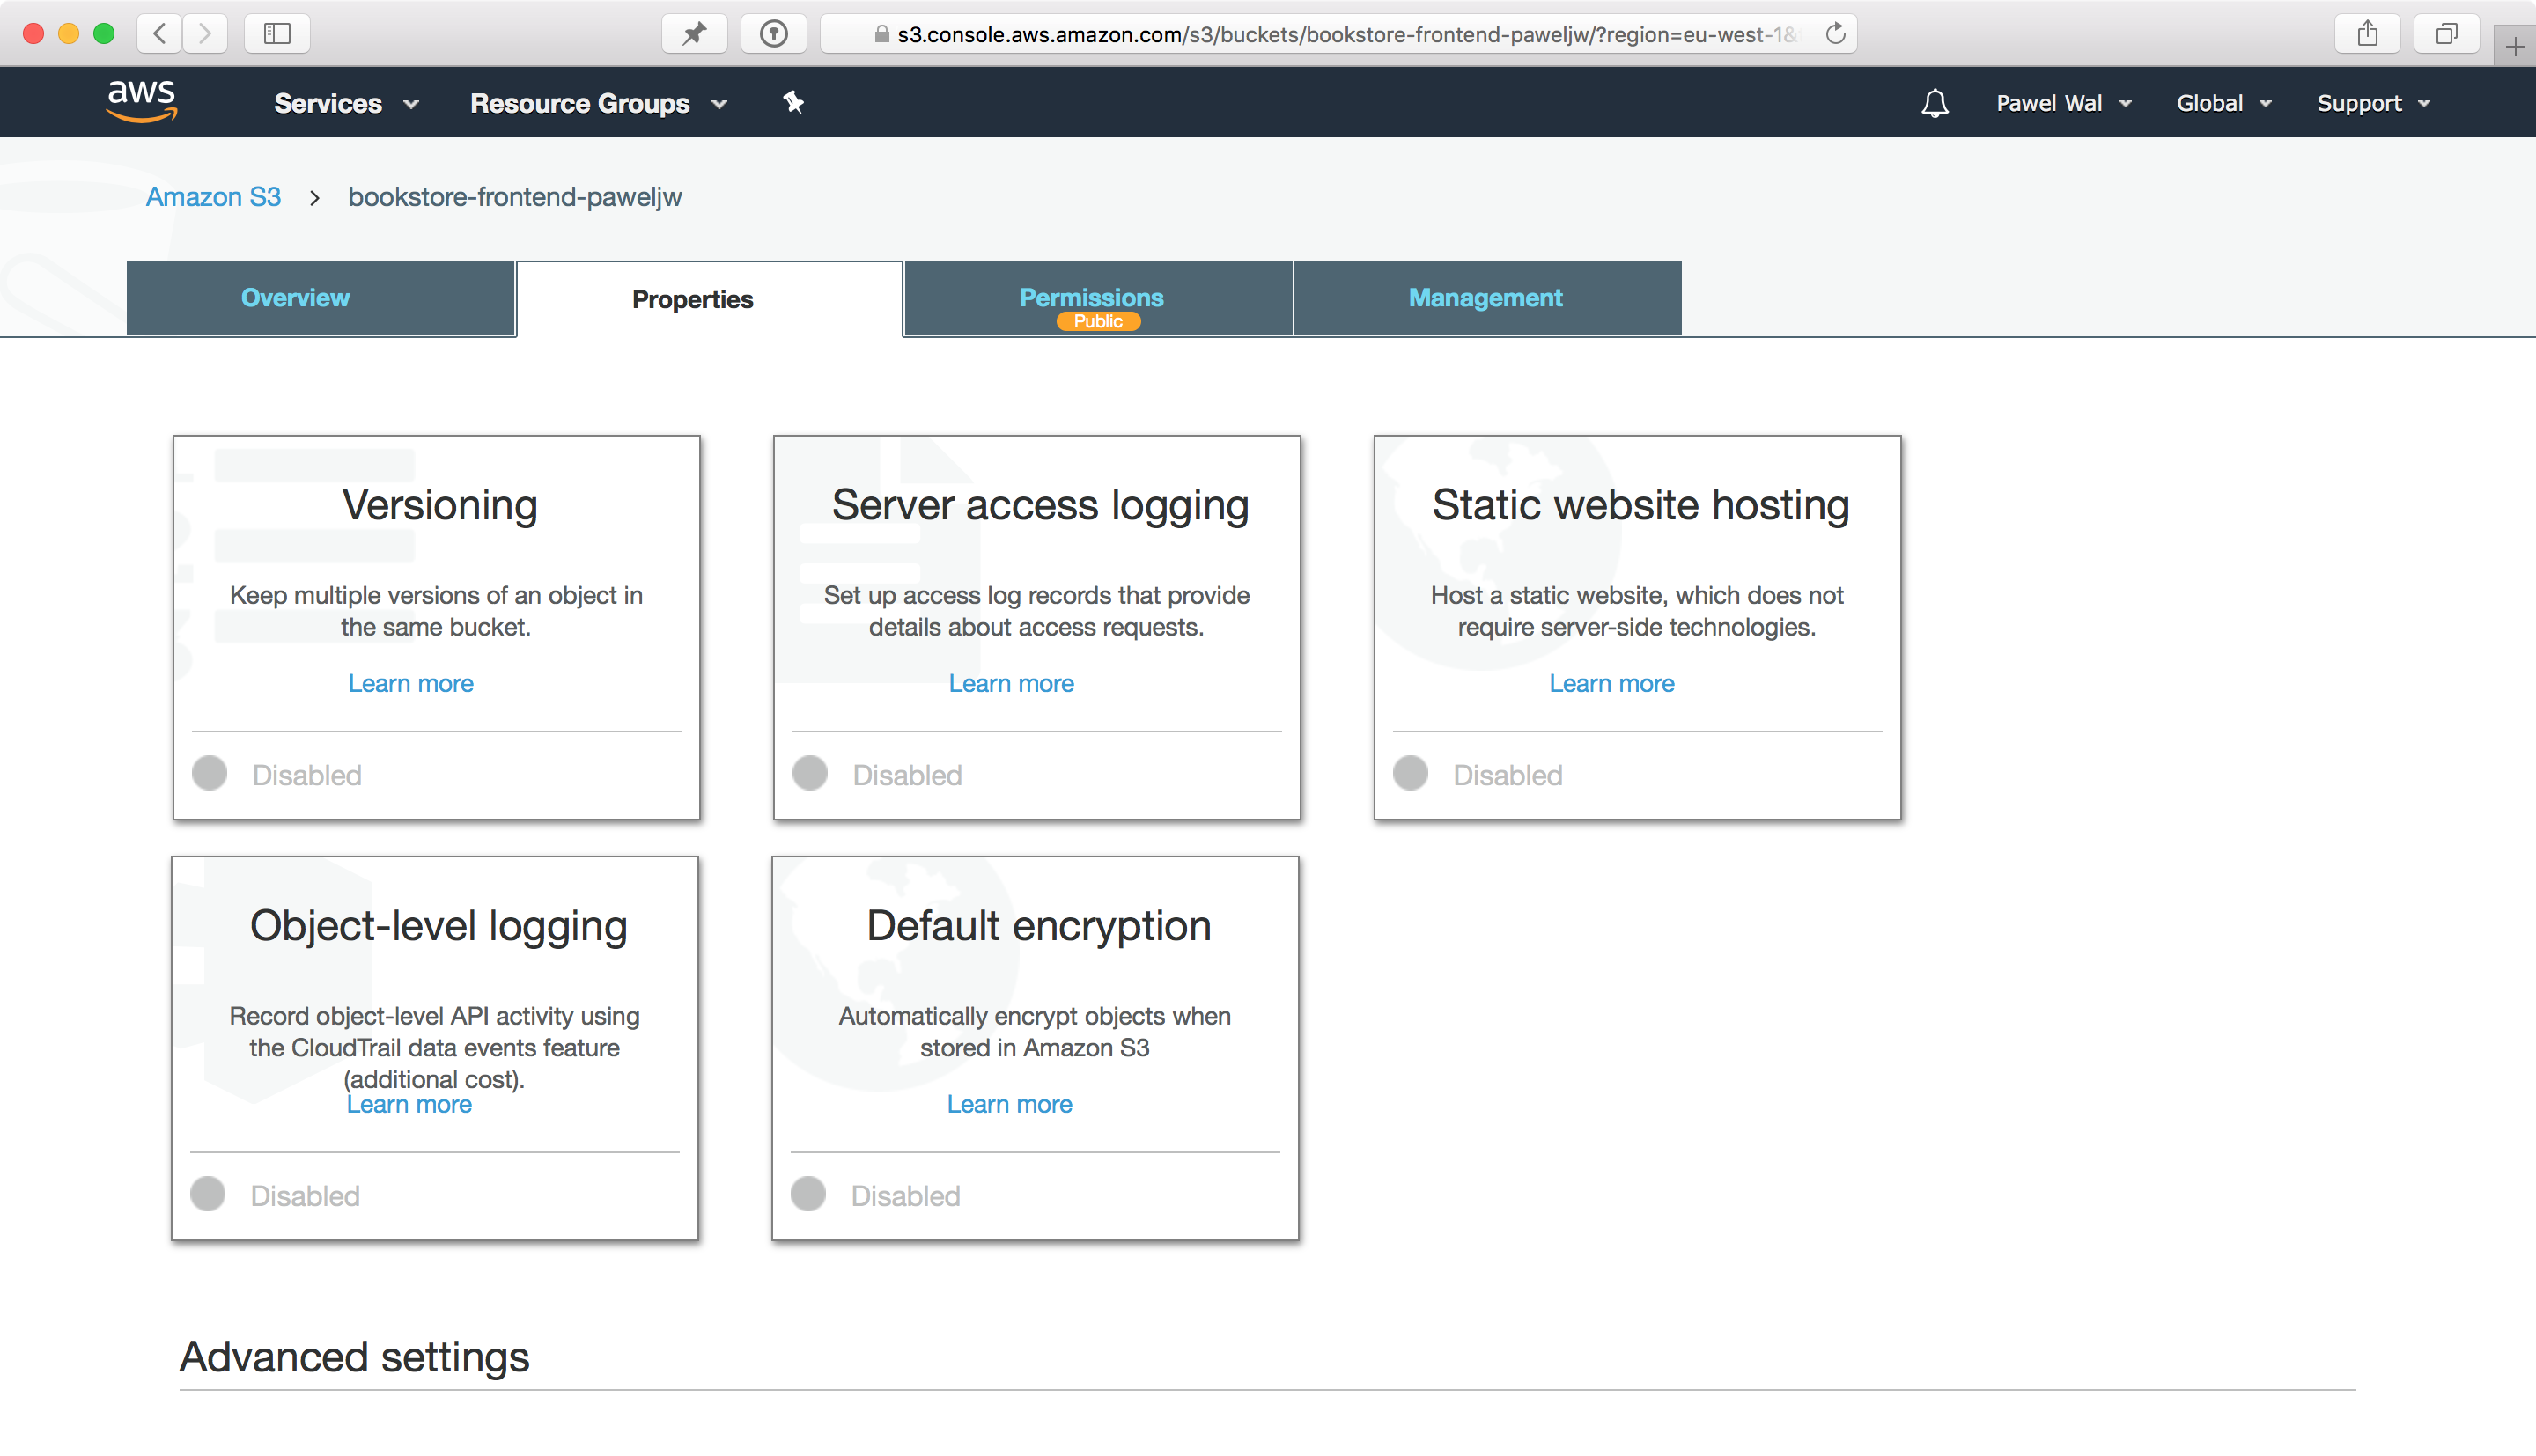 s3.console.aws.amazon.com/s3/buckets/bookstore-frontend-paweljw/?region=eu-west-1&
aws
Services
Resource Groups
Pawel Wal
Global
Support
Amazon S3 > bookstore-frontend-paweljw
Overview
Properties
Permissions
Public
Management
Versioning
Keep multiple versions of an object in
the same bucket.
Learn more
Disabled
Server access logging
Set up access log records that provide
details about access requests.
Learn more
Disabled
Static website hosting
Host a static website, which does not
require server-side technologies.
Learn more
Disabled
Object-level logging
Record object-level API activity using
the CloudTrail data events feature
(additional cost).
Learn more
Disabled
Default encryption
Automatically encrypt objects when
stored in Amazon S3
Learn more
Disabled
Advanced settings